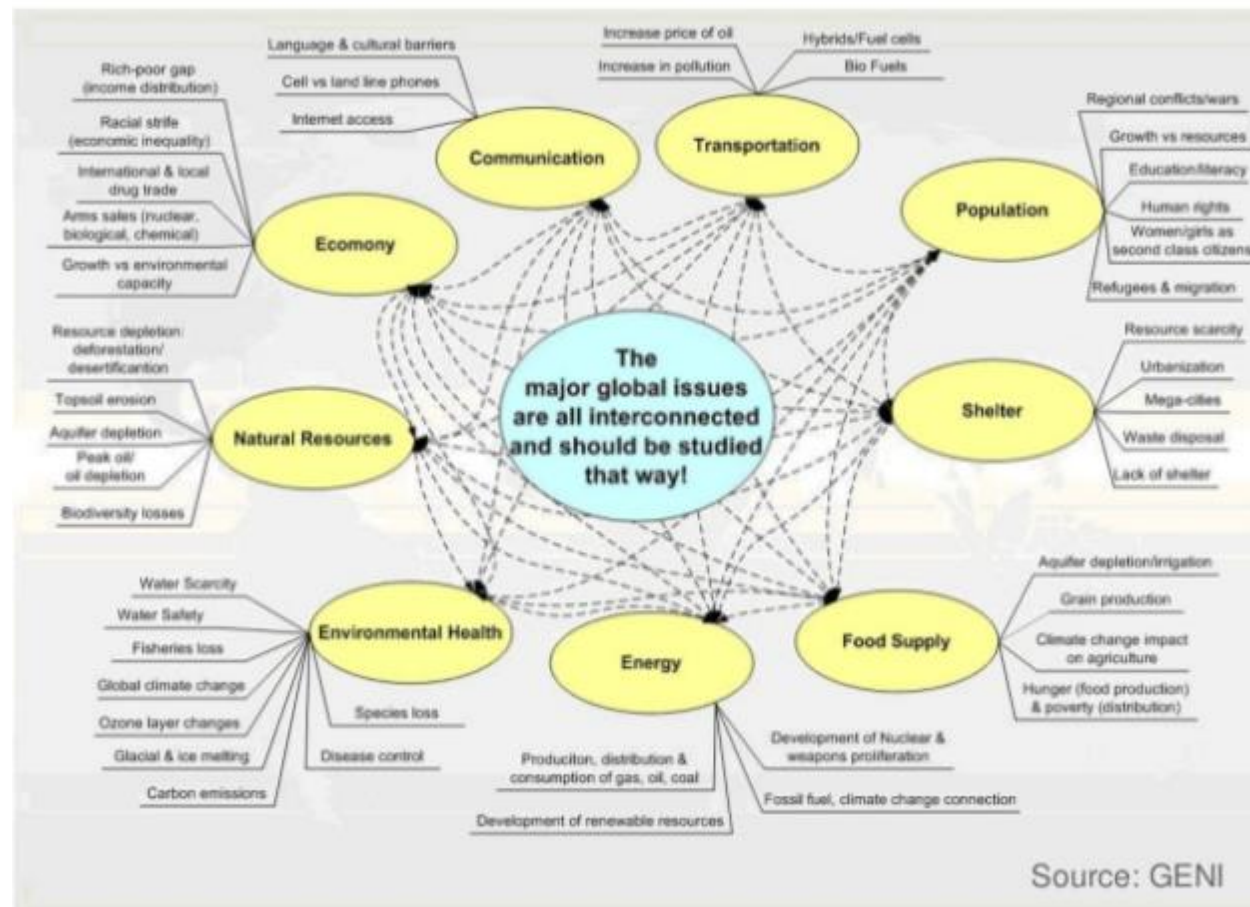 Language & cultural barriers
Cell vs land line phones
Internet access
Communication
Increase price of oil
Increase in pollution
Hybrids/Fuel cells
Bio Fuels
Transportation
Rich-poor gap
(income distribution)
Racial strife
(economic inequality)
International & local
drug trade
Arms sales (nuclear,
biological, chemical)
Growth vs environmental
capacity
Ecomony
Regional conflicts/wars
Growth vs resources
Education/literacy
Human rights
Women/girls as
second class citizens
Refugees & migration
Population
The
major global issues
are all interconnected
and should be studied
that way!
Resource depletion:
deforestation/
desertificantion
Topsoil erosion
Aquifer depletion
Peak oil/
oil depletion
Biodiversity losses
Natural Resources
Resource scarcity
Urbanization
Mega-cities
Waste disposal
Lack of shelter
Shelter
Water Scarcity
Water Safety
Fisheries loss
Global climate change
Ozone layer changes
Glacial & ice melting
Carbon emissions
Species loss
Disease control
Environmental Health
Energy
Produciton, distribution &
consumption of gas, oil, coal
Development of renewable resources
Development of Nuclear &
weapons proliferation
Fossil fuel, climate change connection
Food Supply
Aquifer depletion/irrigation
Grain production
Climate change impact
on agriculture
Hunger (food production)
& poverty (distribution)
Source: GENI